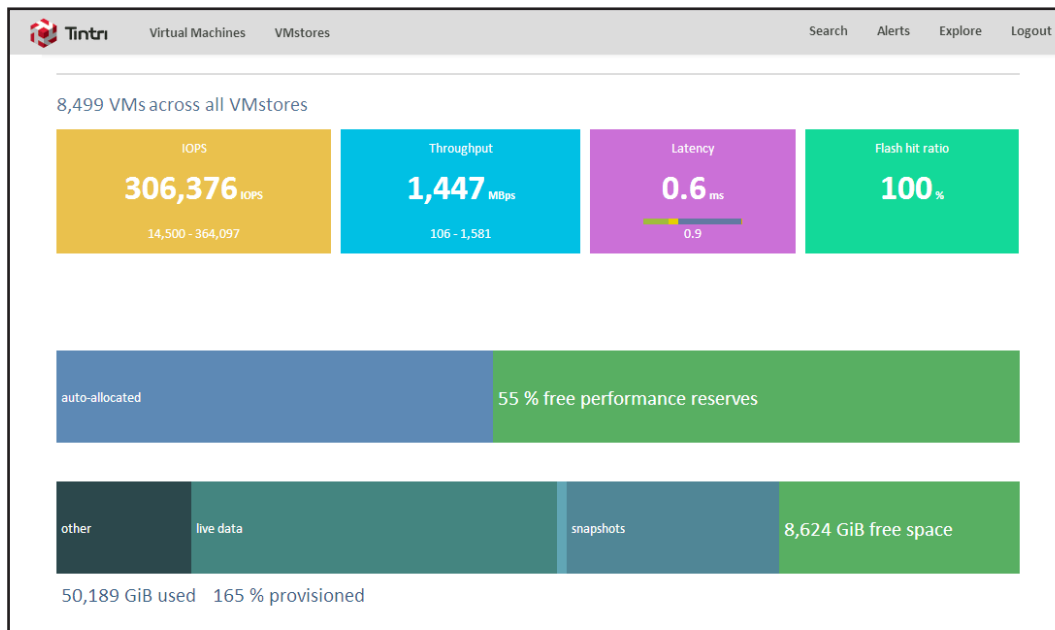 Tintri Virtual Machines VMstores Search Alerts Explore Logout
8,499 VMs across all VMstores
IOPS Throughput Latency Flash hit ratio
306,376 IOPS 1,447 MBps 0.6 ms 100 %
14,500 - 364,097 106 - 1,581 0.9
auto-allocated 55 % free performance reserves
other live data snapshots 8,624 GiB free space
50,189 GiB used 165 % provisioned